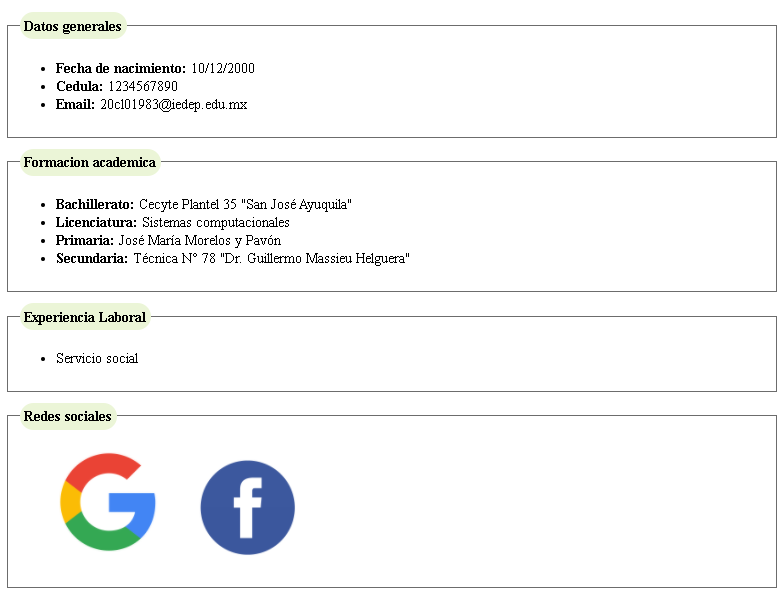 Datos generales
Fecha de nacimiento: 10/12/2000
Cedula: 1234567890
Email: 20cl01983@iedep.edu.mx
Formacion academica
Bachillerato: Cecyte Plantel 35 "San José Ayuquila"
Licenciatura: Sistemas computacionales
Primaria: José María Morelos y Pavón
Secundaria: Técnica N° 78 "Dr. Guillermo Massieu Helguera"
Experiencia Laboral
Servicio social
Redes sociales
G f